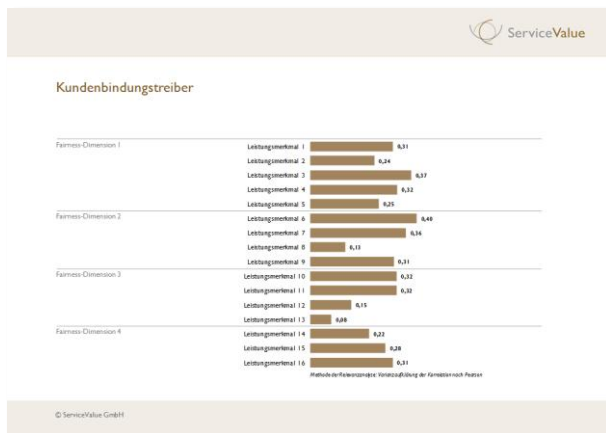 ServiceValue
Kundenbindungstreiber
Fairness-Dimension 1
Leistungsmerkmal 1 0,31
Leistungsmerkmal 2 0,24
Leistungsmerkmal 3 0,37
Leistungsmerkmal 4 0,32
Leistungsmerkmal 5 0,25
Fairness-Dimension 2
Leistungsmerkmal 6 0,40
Leistungsmerkmal 7 0,36
Leistungsmerkmal 8 0,13
Leistungsmerkmal 9 0,31
Fairness-Dimension 3
Leistungsmerkmal 10 0,32
Leistungsmerkmal 11 0,32
Leistungsmerkmal 12 0,15
Leistungsmerkmal 13 0,08
Fairness-Dimension 4
Leistungsmerkmal 14 0,22
Leistungsmerkmal 15 0,28
Leistungsmerkmal 16 0,31
Methode der Relevanzanalyse: Varianzaufklärung der Korrelation nach Pearson
© ServiceValue GmbH